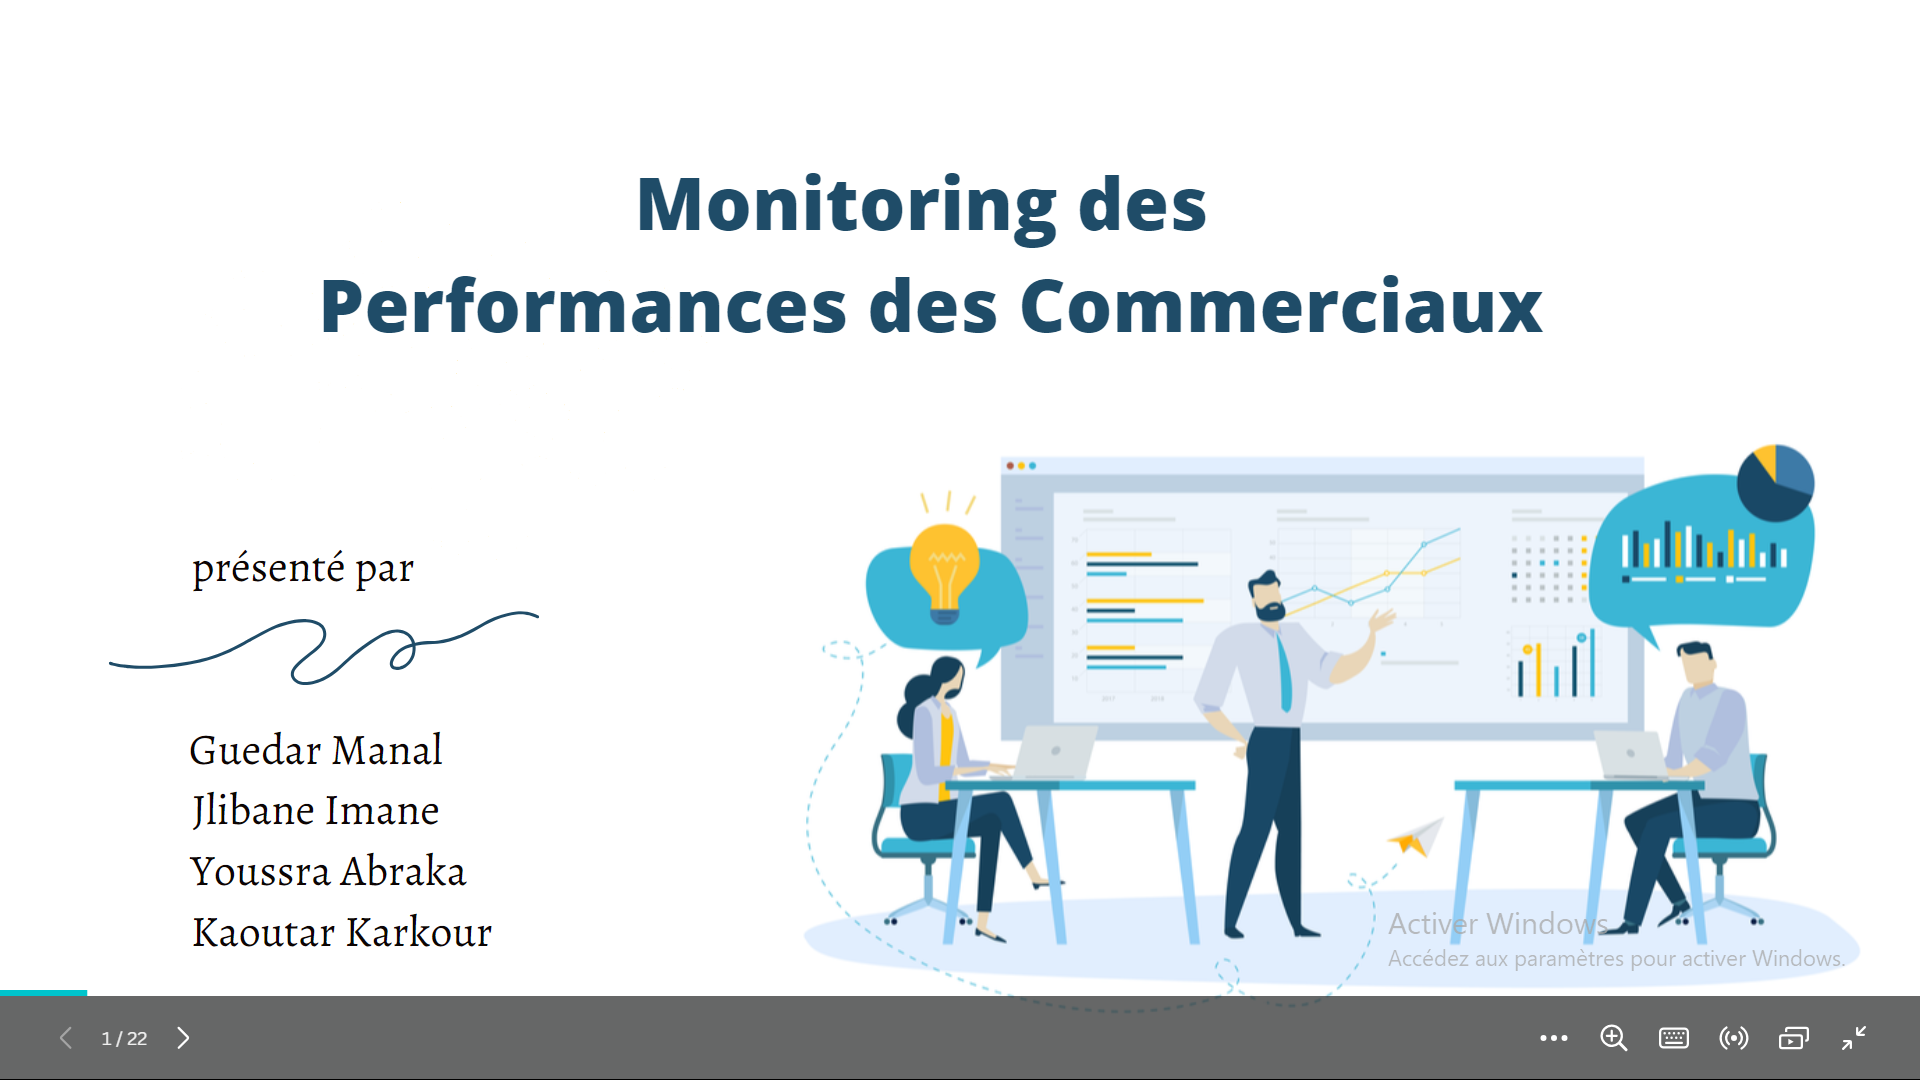 Monitoring des
Performances des Commerciaux
présenté par
Guedar Manal
Jlibane Imane
Youssra Abraka
Kaoutar Karkour
Activer Windows
Accédez aux paramètres pour activer Windows.
1 / 22